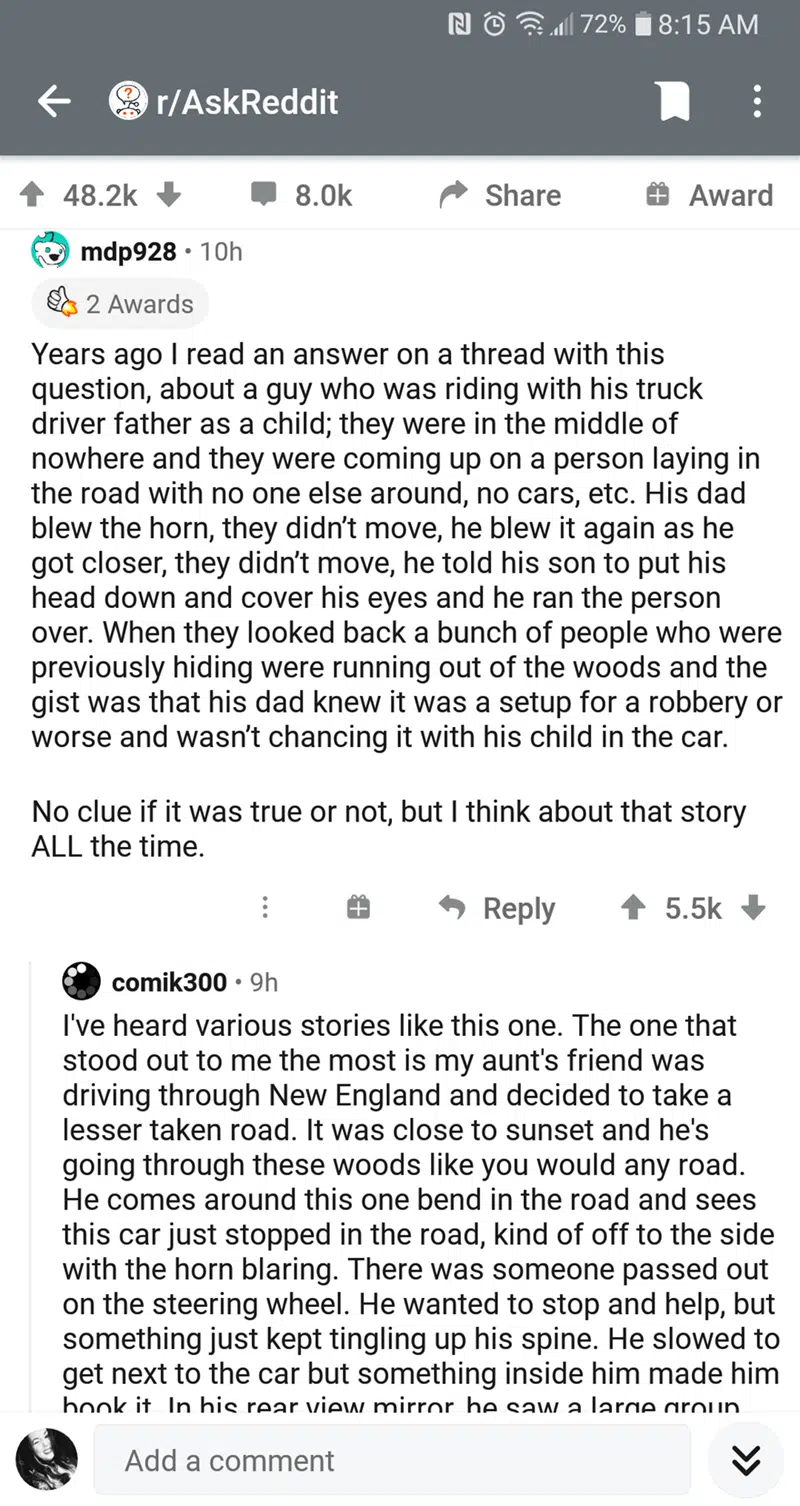 72% 8:15 AM
r/AskReddit
48.2k 8.0k Share Award
mdp928 • 10h
2 Awards
Years ago I read an answer on a thread with this
question, about a guy who was riding with his truck
driver father as a child; they were in the middle of
nowhere and they were coming up on a person laying in
the road with no one else around, no cars, etc. His dad
blew the horn, they didn’t move, he blew it again as he
got closer, they didn’t move, he told his son to put his
head down and cover his eyes and he ran the person
over. When they looked back a bunch of people who were
previously hiding were running out of the woods and the
gist was that his dad knew it was a setup for a robbery or
worse and wasn’t chancing it with his child in the car.
No clue if it was true or not, but I think about that story
ALL the time.
Reply 5.5k
comik300 • 9h
I've heard various stories like this one. The one that
stood out to me the most is my aunt's friend was
driving through New England and decided to take a
lesser taken road. It was close to sunset and he's
going through these woods like you would any road.
He comes around this one bend in the road and sees
this car just stopped in the road, kind of off to the side
with the horn blaring. There was someone passed out
on the steering wheel. He wanted to stop and help, but
something just kept tingling up his spine. He slowed to
get next to the car but something inside him made him
book it. In his rear view mirror, he saw a large group
Add a comment